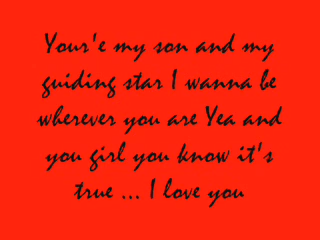 Your'e my son and my
guiding star I wanna be
wherever you are Yea and
you girl you know it's
true ... I love you